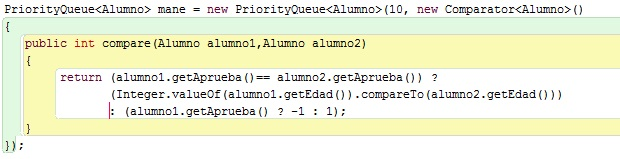 PriorityQueue<Alumno> mane = new PriorityQueue<Alumno>(10, new Comparator<Alumno>()
{
public int compare(Alumno alumno1,Alumno alumno2)
{
return (alumno1.getAprueba()== alumno2.getAprueba()) ?
(Integer.valueOf(alumno1.getEdad()).compareTo(alumno2.getEdad()))
: (alumno1.getAprueba() ? -1 : 1);
}
});